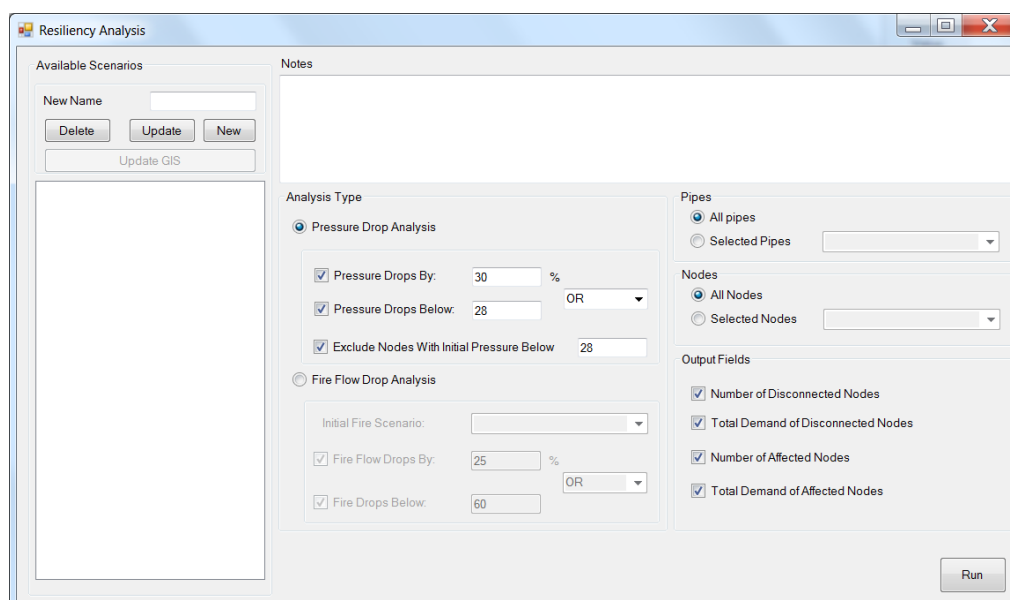 Resiliency Analysis
Available Scenarios
New Name
Delete Update New
Update GIS
Notes
Analysis Type
Pressure Drop Analysis
Pressure Drops By: 30 %
OR
Pressure Drops Below: 28
Exclude Nodes With Initial Pressure Below 28
Fire Flow Drop Analysis
Initial Fire Scenario:
Fire Flow Drops By: 25 %
OR
Fire Drops Below: 60
Pipes
All pipes
Selected Pipes
Nodes
All Nodes
Selected Nodes
Output Fields
Number of Disconnected Nodes
Total Demand of Disconnected Nodes
Number of Affected Nodes
Total Demand of Affected Nodes
Run